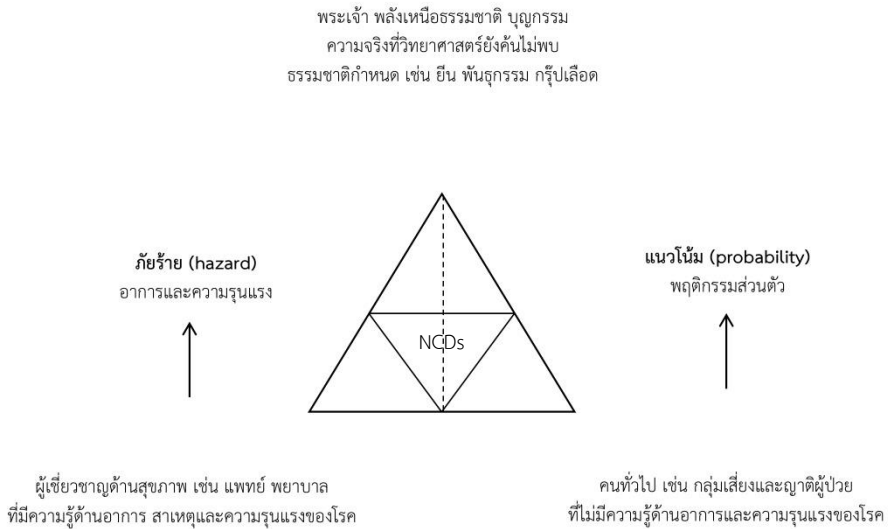 พระเจ้า พลังเหนือธรรมชาติ บุญกรรม
ความจริงที่วิทยาศาสตร์ยังค้นไม่พบ
ธรรมชาติกำหนด เช่น ยีน พันธุกรรม กรุ๊ปเลือด
ภัยร้าย (hazard)
อาการและความรุนแรง
แนวโน้ม (probability)
พฤติกรรมส่วนตัว
NCDs
ผู้เชี่ยวชาญด้านสุขภาพ เช่น แพทย์ พยาบาล
ที่มีความรู้ด้านอาการ สาเหตุและความรุนแรงของโรค
คนทั่วไป เช่น กลุ่มเสี่ยงและญาติผู้ป่วย
ที่ไม่มีความรู้ด้านอาการและความรุนแรงของโรค